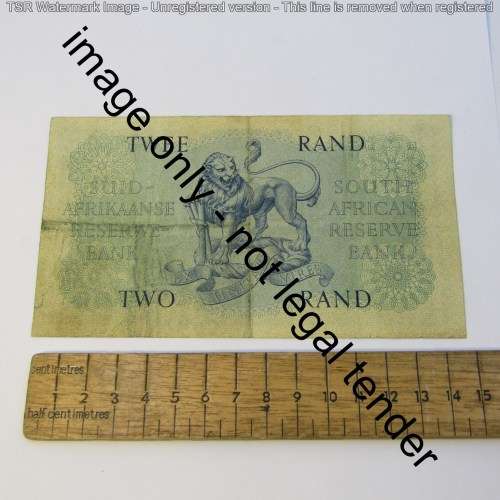 TSR Watermark Image - Unregistered version - This line is removed when registered
image only - not legal tender
TWEE RAND
SUID-
AFRIKAANSE
RESERVE
BANK
SOUTH
AFRICAN
RESERVE
BANK
TWO RAND
centimetres
1 2 3 4 5 6 7 8 9 10 11 12 13 14 15
half centimetres